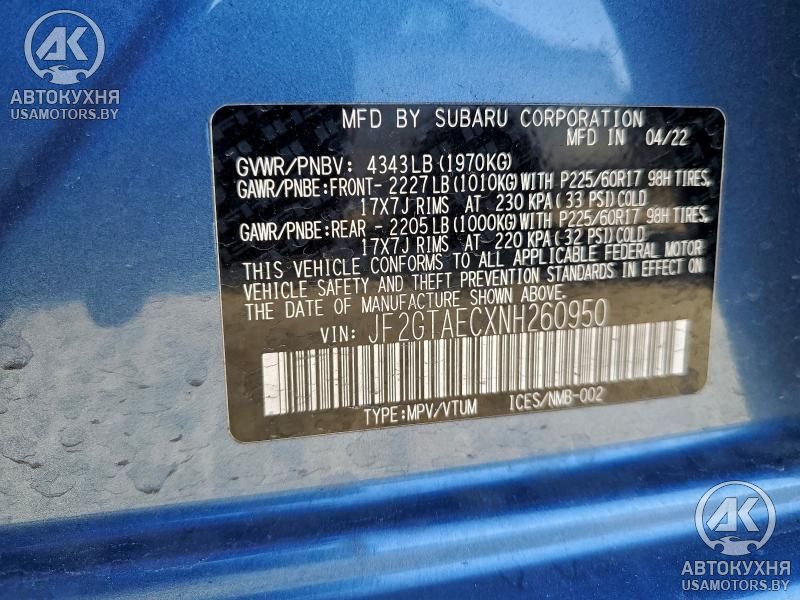 AK
АВТОКУХНЯ
USAMOTORS.BY
MFD BY SUBARU CORPORATION
MFD IN 04/22
GVWR/PNBV: 4343LB (1970KG)
GAWR/PNBE:FRONT- 2227LB(1010KG)WITH P225/60R17 98H TIRES,
17X7J RIMS AT 230 KPA(33 PSI)COLD
GAWR/PNBE:REAR - 2205LB(1000KG)WITH P225/60R17 98H TIRES,
17X7J RIMS AT 220 KPA(32 PSI)COLD
THIS VEHICLE CONFORMS TO ALL APPLICABLE FEDERAL MOTOR
VEHICLE SAFETY AND THEFT PREVENTION STANDARDS IN EFFECT ON
THE DATE OF MANUFACTURE SHOWN ABOVE.
VIN: JF2GTAECXNH260950
TYPE:MPV/VTUM ICES/NMB-002
AK
АВТОКУХНЯ
USAMOTORS.BY